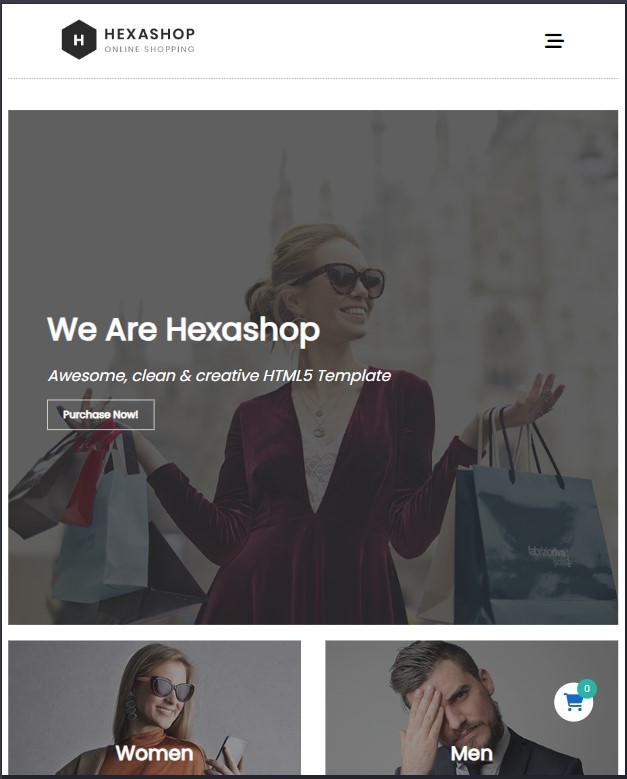 H
HEXASHOP
ONLINE SHOPPING
We Are Hexashop
Awesome, clean & creative HTML5 Template
Purchase Now!
0
Women
Men